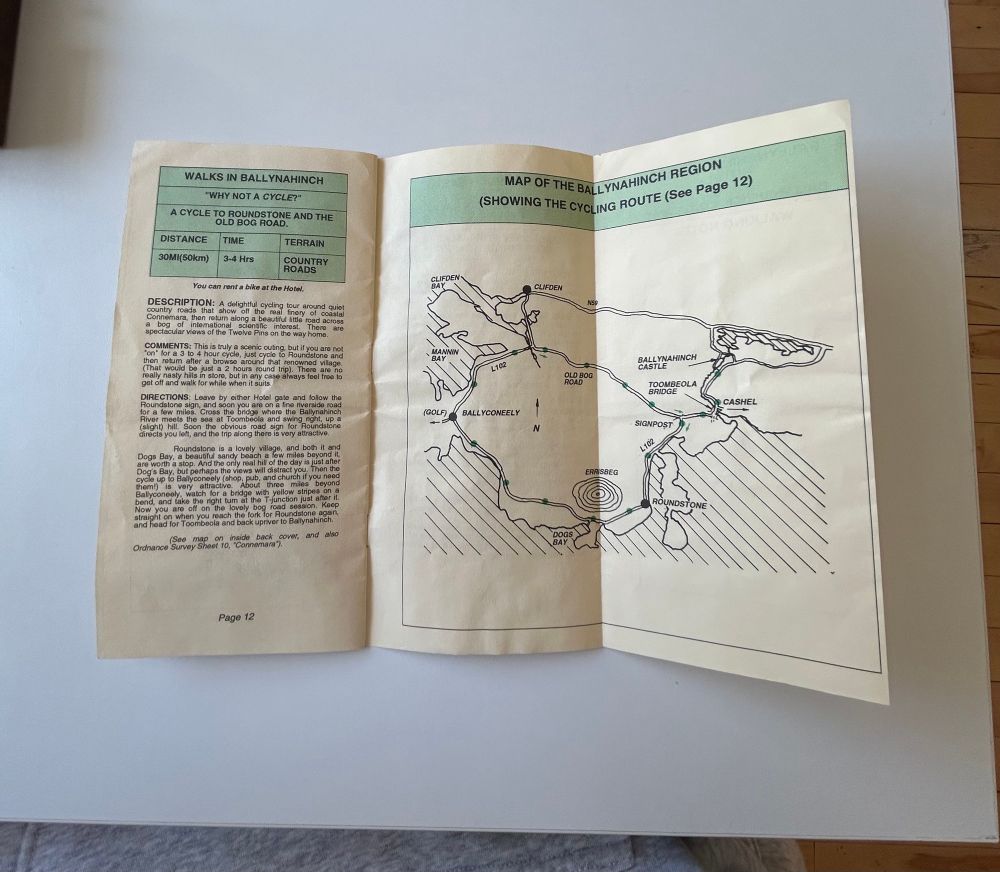 WALKS IN BALLYNAHINCH
"WHY NOT A CYCLE?"
A CYCLE TO ROUNDSTONE AND THE
OLD BOG ROAD.
DISTANCE TIME TERRAIN
30MI(50km) 3-4 Hrs COUNTRY
ROADS
You can rent a bike at the Hotel.
DESCRIPTION: A delightful cycling tour around quiet
country roads that show off the real finery of coastal
Connemara, then return along a beautiful little road across
a bog of international scientific interest. There are
spectacular views of the Twelve Pins on the way home.
COMMENTS: This is truly a scenic outing, but if you are not
"on" for a 3 to 4 hour cycle, just cycle to Roundstone and
then return after a browse around that renowned village.
(That would be just a 2 hours round trip). There are no
really nasty hills in store, but in any case always feel free to
get off and walk for while when it suits
DIRECTIONS: Leave by either Hotel gate and follow the
Roundstone sign, and soon you are on a fine riverside road
for a few miles. Cross the bridge where the Ballynahinch
River meets the sea at Toombeola and swing right, up a
(slight) hill. Soon the obvious road sign for Roundstone
directs you left, and the trip along there is very attractive.
Roundstone is a lovely village, and both it and
Dogs Bay, a beautiful sandy beach a few miles beyond it,
are worth a stop. And the only real hill of the day is just after
Dog's Bay, but perhaps the views will distract you. Then the
cycle up to Ballyconeely (shop, pub, and church if you need
them!) is very attractive. About three miles beyond
Ballyconeely, watch for a bridge with yellow stripes on a
bend, and take the right turn at the T-junction just after it.
Now you are off on the lovely bog road session. Keep
straight on when you reach the fork for Roundstone again,
and head for Toombeola and back upriver to Ballynahinch.
(See map on inside back cover, and also
Ordnance Survey Sheet 10, "Connemara").
Page 12
MAP OF THE BALLYNAHINCH REGION
(SHOWING THE CYCLING ROUTE (See Page 12)
CLIFDEN
BAY
CLIFDEN
N59
MANNIN
BAY
L102
OLD BOG
ROAD
BALLYNAHINCH
CASTLE
TOOMBEOLA
BRIDGE
CASHEL
(GOLF)
BALLYCONEELY
SIGNPOST
N
L102
ERRISBEG
ROUNDSTONE
DOGS
BAY